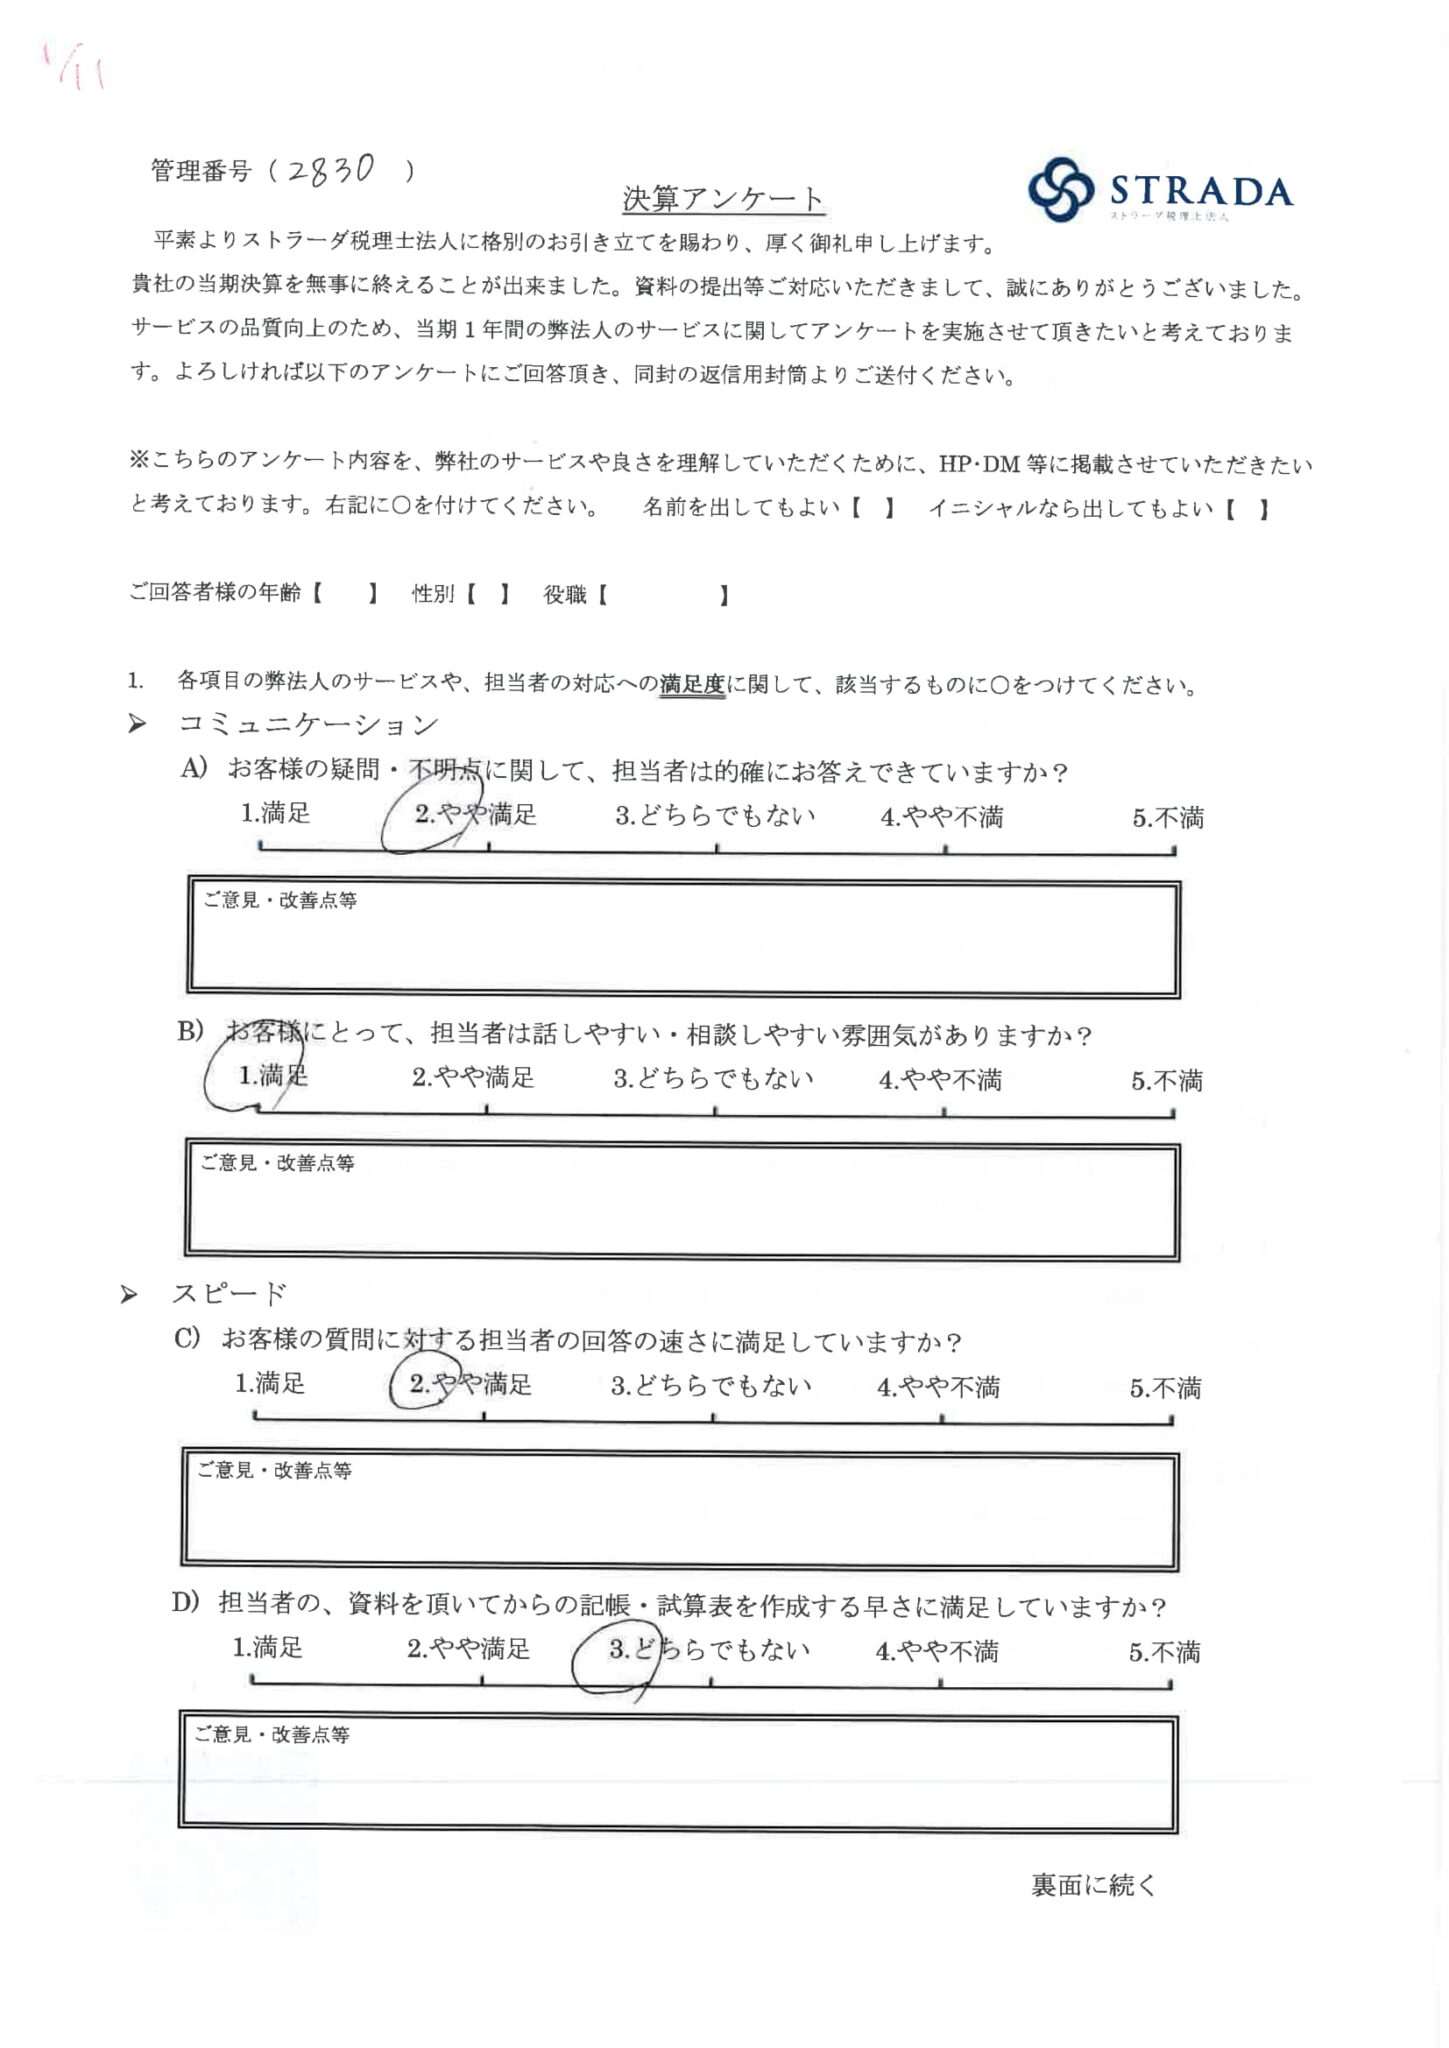 1/11
管理番号（2830　）
STRADA
ストラーダ税理士法人
決算アンケート
平素よりストラーダ税理士法人に格別のお引き立てを賜わり、厚く御礼申し上げます。
貴社の当期決算を無事に終えることが出来ました。資料の提出等ご対応いただきまして、誠にありがとうございました。
サービスの品質向上のため、当期1年間の弊法人のサービスに関してアンケートを実施させて頂きたいと考えておりま
す。よろしければ以下のアンケートにご回答頂き、同封の返信用封筒よりご送付ください。
※こちらのアンケート内容を、弊社のサービスや良さを理解していただくために、HP・DM 等に掲載させていただきたい
と考えております。右記に○を付けてください。　名前を出してもよい【　】　イニシャルなら出してもよい【　】
ご回答者様の年齢【　　】　性別【　】　役職【　　　　　】
1.　各項目の弊法人のサービスや、担当者の対応への満足度に関して、該当するものに○をつけてください。
➢　コミュニケーション
A）お客様の疑問・不明点に関して、担当者は的確にお答えできていますか？
1.満足　2.やや満足　3.どちらでもない　4.やや不満　5.不満
ご意見・改善点等
B）お客様にとって、担当者は話しやすい・相談しやすい雰囲気がありますか？
1.満足　2.やや満足　3.どちらでもない　4.やや不満　5.不満
ご意見・改善点等
➢　スピード
C）お客様の質問に対する担当者の回答の速さに満足していますか？
1.満足　2.やや満足　3.どちらでもない　4.やや不満　5.不満
ご意見・改善点等
D）担当者の、資料を頂いてからの記帳・試算表を作成する早さに満足していますか？
1.満足　2.やや満足　3.どちらでもない　4.やや不満　5.不満
ご意見・改善点等
裏面に続く